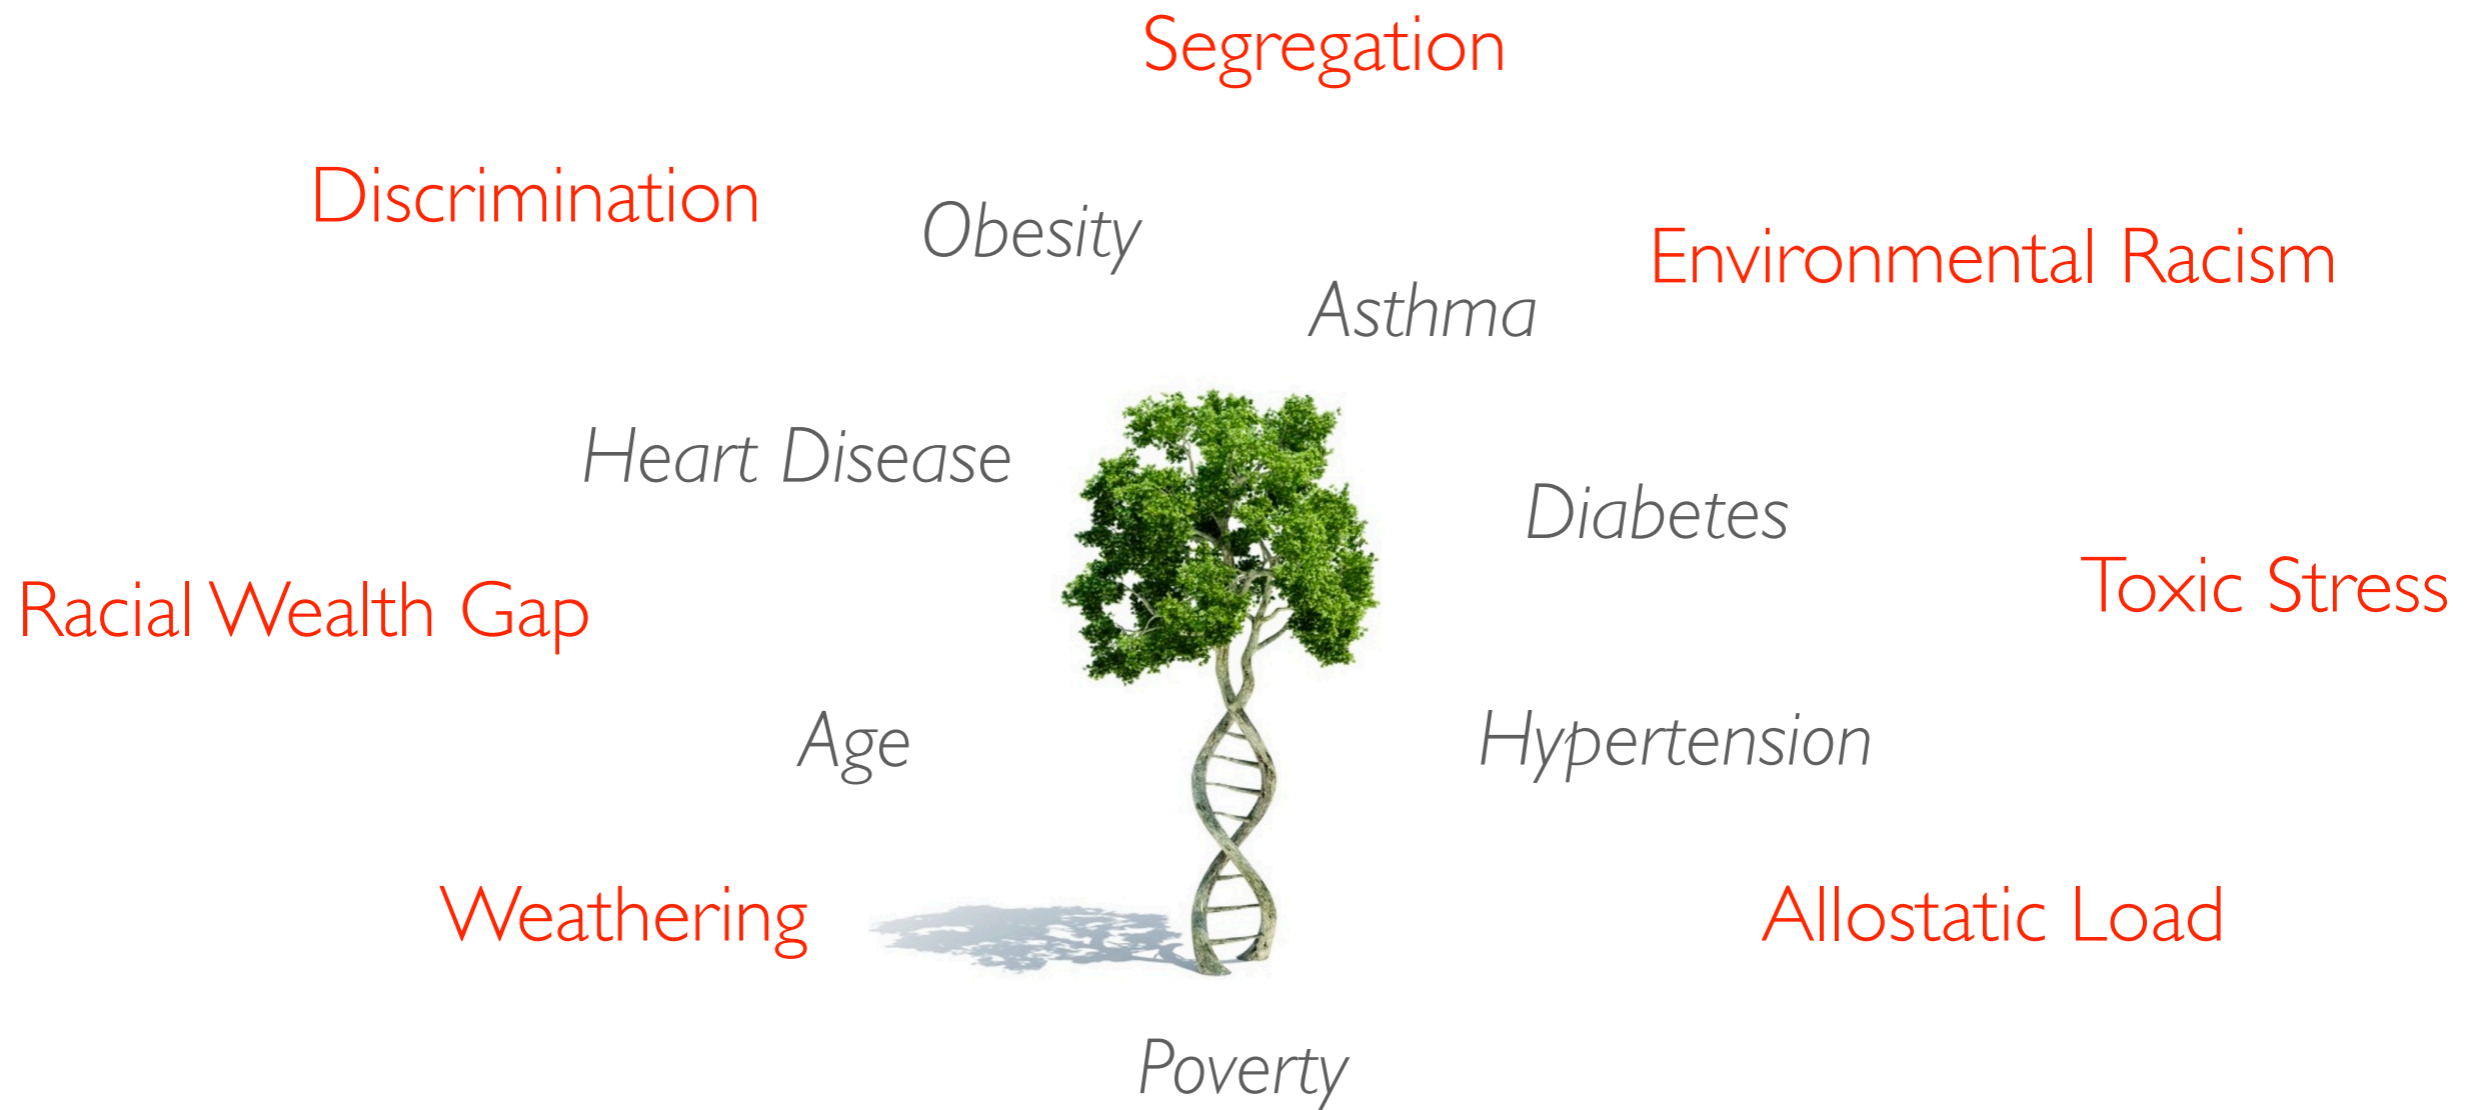 Segregation
Discrimination
Obesity
Environmental Racism
Asthma
Heart Disease
Diabetes
Racial Wealth Gap
Toxic Stress
Age
Hypertension
Weathering
Allostatic Load
Poverty